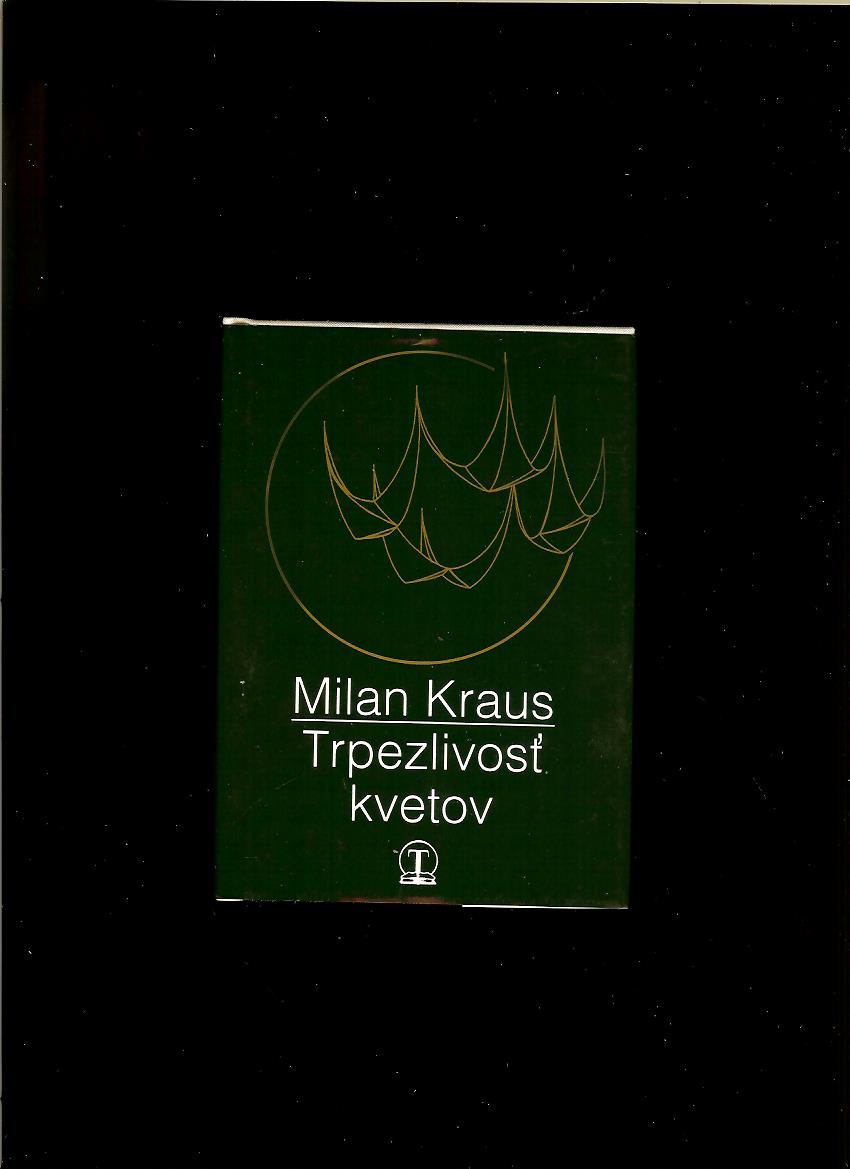 Milan Kraus
Trpezlivosť
kvetov
T